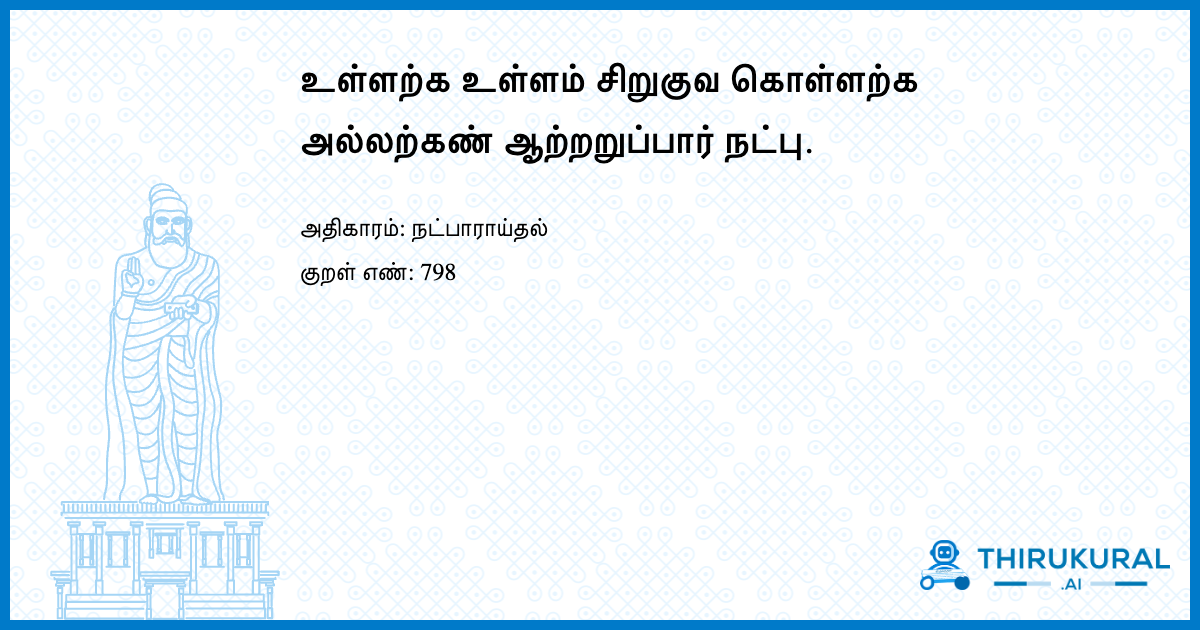 உள்ளற்க உள்ளம் சிறுகுவ கொள்ளற்க
அல்லற்கண் ஆற்றறுப்பார் நட்பு.
அதிகாரம்: நட்பாராய்தல்
குறள் எண்: 798
THIRUKURAL
.AI